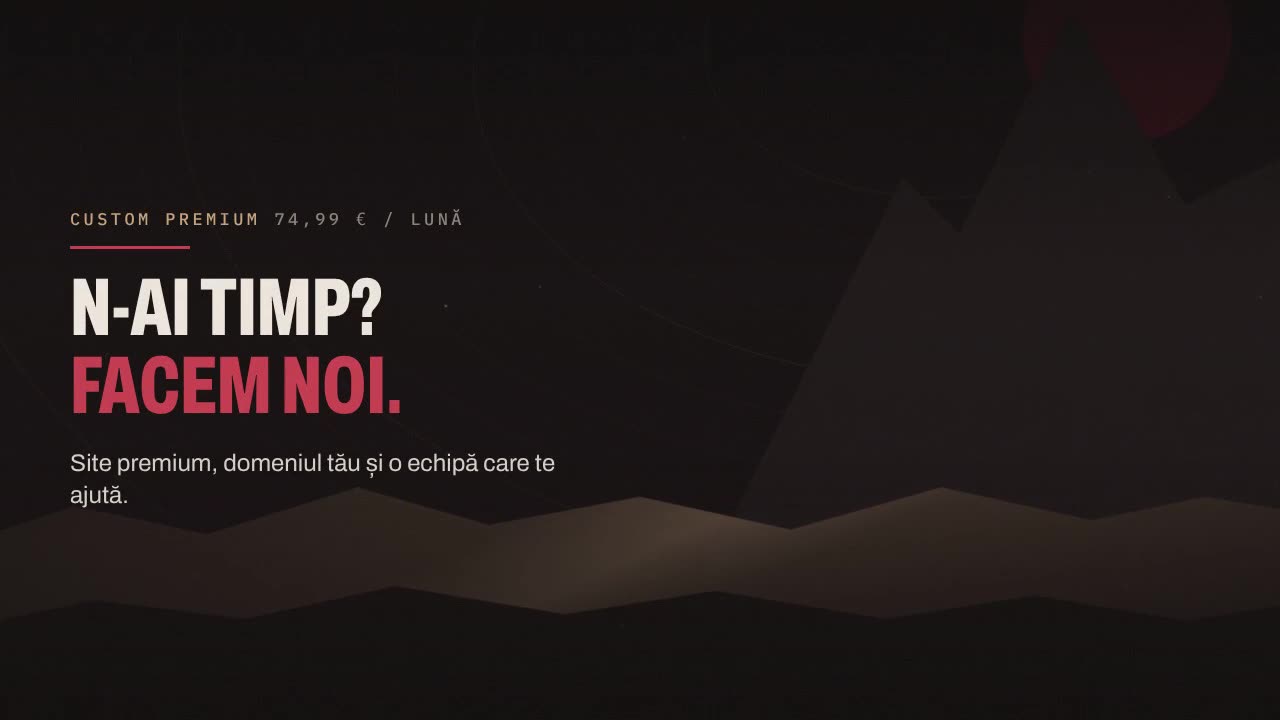 CUSTOM PREMIUM 74,99 € / LUNĂ
N-AI TIMP?
FACEM NOI.
Site premium, domeniul tău și o echipă care te
ajută.